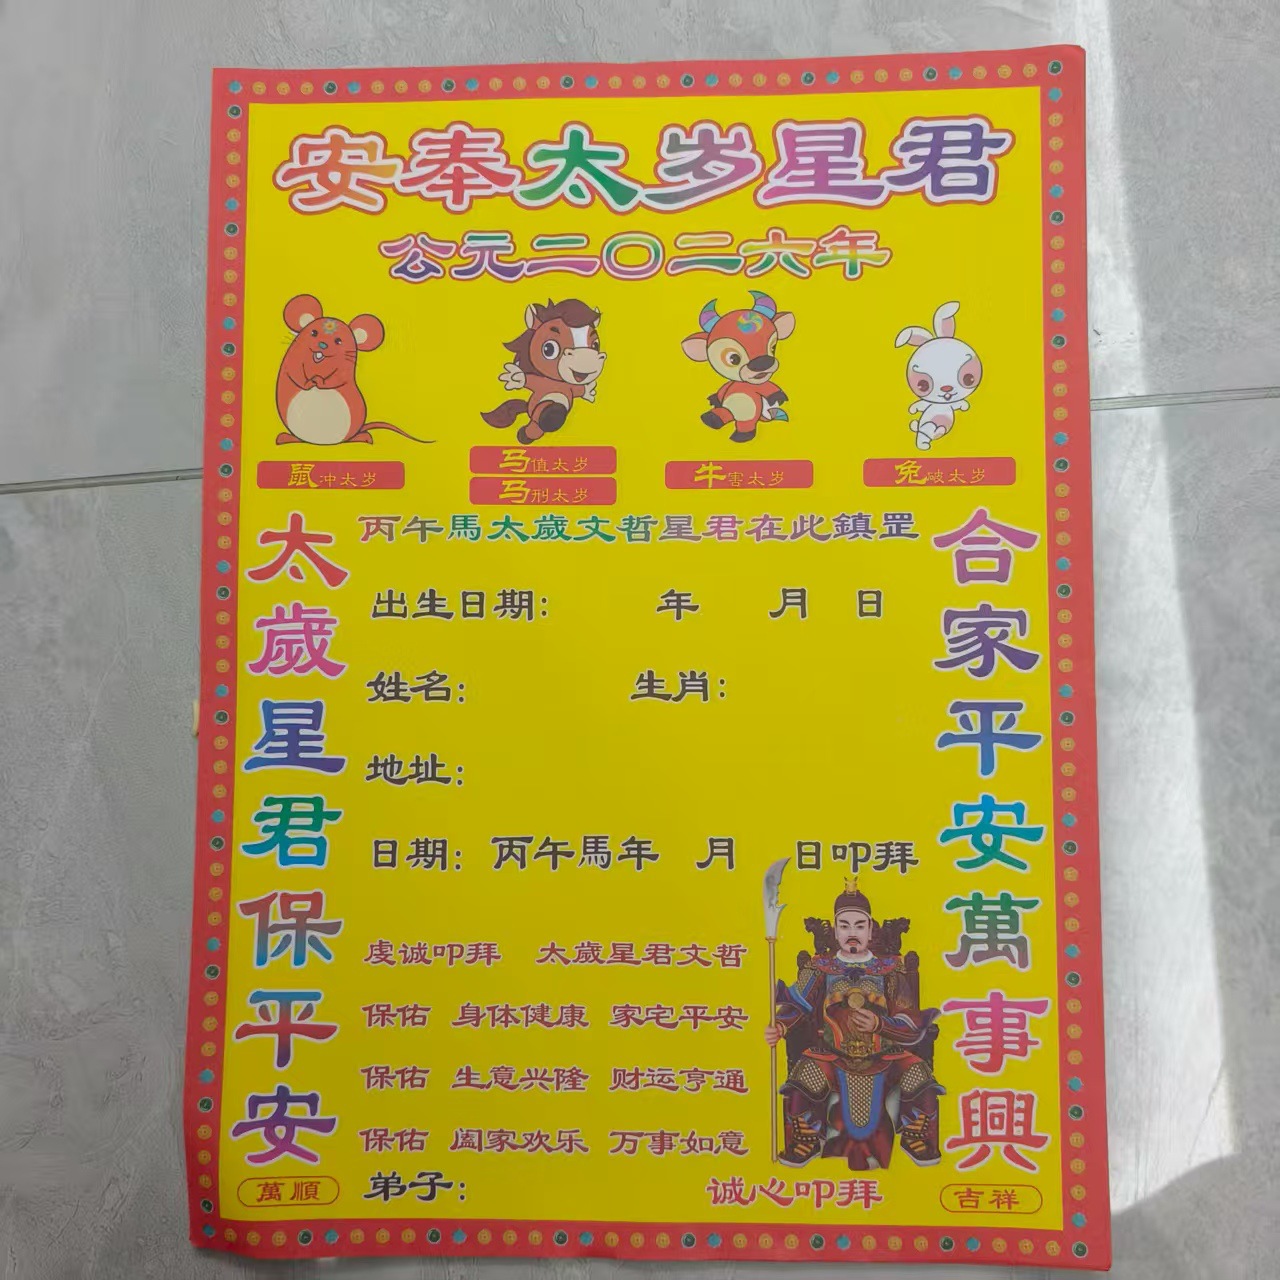 安奉太岁星君
公元二〇二六年
鼠冲太岁
马值太岁
马刑太岁
牛害太岁
兔破太岁
丙午馬太歲文哲星君在此鎮罡
太歲星君保平安
合家平安萬事興
出生日期： 年 月 日
姓名： 生肖：
地址：
日期：丙午馬年 月 日叩拜
虔诚叩拜 太歲星君文哲
保佑 身体健康 家宅平安
保佑 生意兴隆 财运亨通
保佑 阖家欢乐 万事如意
弟子： 诚心叩拜
萬順
吉祥